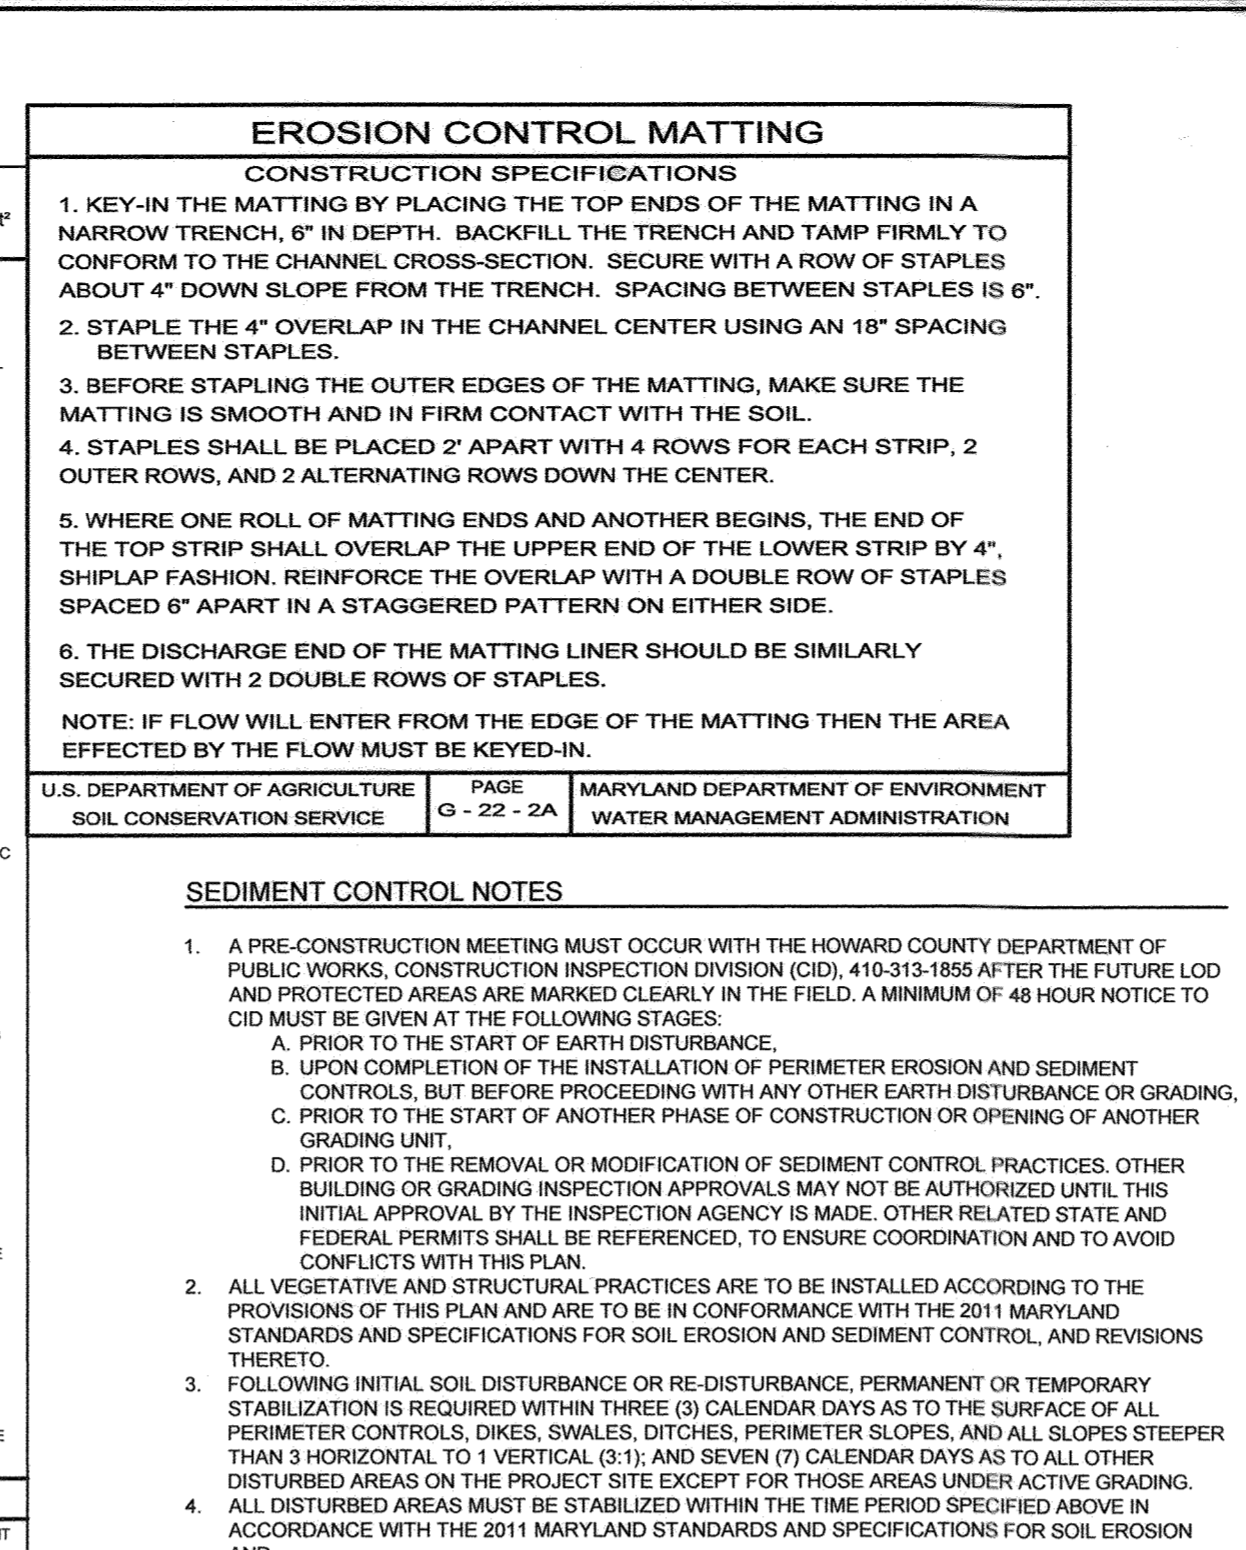 EROSION CONTROL MATTING
CONSTRUCTION SPECIFICATIONS
1. KEY-IN THE MATTING BY PLACING THE TOP ENDS OF THE MATTING IN A
NARROW TRENCH, 6" IN DEPTH. BACKFILL THE TRENCH AND TAMP FIRMLY TO
CONFORM TO THE CHANNEL CROSS-SECTION. SECURE WITH A ROW OF STAPLES
ABOUT 4" DOWN SLOPE FROM THE TRENCH. SPACING BETWEEN STAPLES IS 6".
2. STAPLE THE 4" OVERLAP IN THE CHANNEL CENTER USING AN 18" SPACING
BETWEEN STAPLES.
3. BEFORE STAPLING THE OUTER EDGES OF THE MATTING, MAKE SURE THE
MATTING IS SMOOTH AND IN FIRM CONTACT WITH THE SOIL.
4. STAPLES SHALL BE PLACED 2' APART WITH 4 ROWS FOR EACH STRIP, 2
OUTER ROWS, AND 2 ALTERNATING ROWS DOWN THE CENTER.
5. WHERE ONE ROLL OF MATTING ENDS AND ANOTHER BEGINS, THE END OF
THE TOP STRIP SHALL OVERLAP THE UPPER END OF THE LOWER STRIP BY 4",
SHIPLAP FASHION. REINFORCE THE OVERLAP WITH A DOUBLE ROW OF STAPLES
SPACED 6" APART IN A STAGGERED PATTERN ON EITHER SIDE.
6. THE DISCHARGE END OF THE MATTING LINER SHOULD BE SIMILARLY
SECURED WITH 2 DOUBLE ROWS OF STAPLES.
NOTE: IF FLOW WILL ENTER FROM THE EDGE OF THE MATTING THEN THE AREA
EFFECTED BY THE FLOW MUST BE KEYED-IN.
U.S. DEPARTMENT OF AGRICULTURE
SOIL CONSERVATION SERVICE
PAGE
G - 22 - 2A
MARYLAND DEPARTMENT OF ENVIRONMENT
WATER MANAGEMENT ADMINISTRATION
SEDIMENT CONTROL NOTES
1. A PRE-CONSTRUCTION MEETING MUST OCCUR WITH THE HOWARD COUNTY DEPARTMENT OF
PUBLIC WORKS, CONSTRUCTION INSPECTION DIVISION (CID), 410-313-1855 AFTER THE FUTURE LOD
AND PROTECTED AREAS ARE MARKED CLEARLY IN THE FIELD. A MINIMUM OF 48 HOUR NOTICE TO
CID MUST BE GIVEN AT THE FOLLOWING STAGES:
A. PRIOR TO THE START OF EARTH DISTURBANCE,
B. UPON COMPLETION OF THE INSTALLATION OF PERIMETER EROSION AND SEDIMENT
CONTROLS, BUT BEFORE PROCEEDING WITH ANY OTHER EARTH DISTURBANCE OR GRADING,
C. PRIOR TO THE START OF ANOTHER PHASE OF CONSTRUCTION OR OPENING OF ANOTHER
GRADING UNIT,
D. PRIOR TO THE REMOVAL OR MODIFICATION OF SEDIMENT CONTROL PRACTICES. OTHER
BUILDING OR GRADING INSPECTION APPROVALS MAY NOT BE AUTHORIZED UNTIL THIS
INITIAL APPROVAL BY THE INSPECTION AGENCY IS MADE. OTHER RELATED STATE AND
FEDERAL PERMITS SHALL BE REFERENCED, TO ENSURE COORDINATION AND TO AVOID
CONFLICTS WITH THIS PLAN.
2. ALL VEGETATIVE AND STRUCTURAL PRACTICES ARE TO BE INSTALLED ACCORDING TO THE
PROVISIONS OF THIS PLAN AND ARE TO BE IN CONFORMANCE WITH THE 2011 MARYLAND
STANDARDS AND SPECIFICATIONS FOR SOIL EROSION AND SEDIMENT CONTROL, AND REVISIONS
THERETO.
3. FOLLOWING INITIAL SOIL DISTURBANCE OR RE-DISTURBANCE, PERMANENT OR TEMPORARY
STABILIZATION IS REQUIRED WITHIN THREE (3) CALENDAR DAYS AS TO THE SURFACE OF ALL
PERIMETER CONTROLS, DIKES, SWALES, DITCHES, PERIMETER SLOPES, AND ALL SLOPES STEEPER
THAN 3 HORIZONTAL TO 1 VERTICAL (3:1); AND SEVEN (7) CALENDAR DAYS AS TO ALL OTHER
DISTURBED AREAS ON THE PROJECT SITE EXCEPT FOR THOSE AREAS UNDER ACTIVE GRADING.
4. ALL DISTURBED AREAS MUST BE STABILIZED WITHIN THE TIME PERIOD SPECIFIED ABOVE IN
ACCORDANCE WITH THE 2011 MARYLAND STANDARDS AND SPECIFICATIONS FOR SOIL EROSION